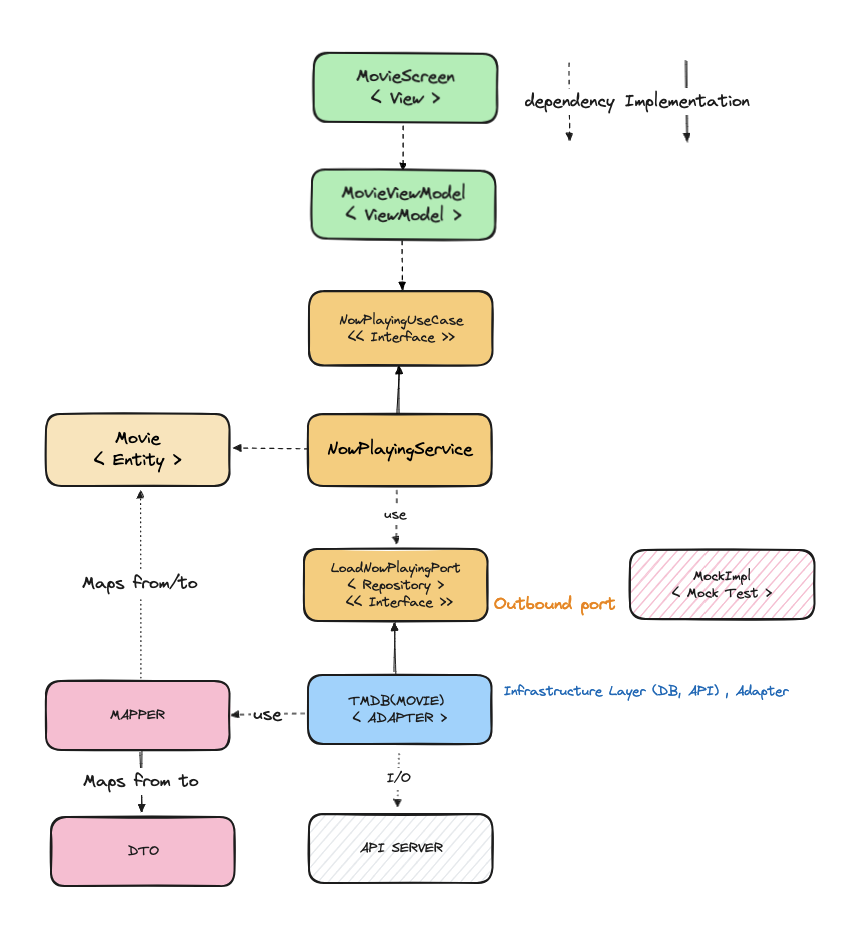 MovieScreen
< View >
dependency
Implementation
MovieViewModel
< ViewModel >
NowPlayingUseCase
<< Interface >>
Movie
< Entity >
NowPlayingService
use
Maps from/to
LoadNowPlayingPort
< Repository >
<< Interface >>
Outbound port
MockImpl
< Mock Test >
MAPPER
use
TMDB(MOVIE)
< ADAPTER >
Infrastructure Layer (DB, API) , Adapter
Maps from to
I/O
DTO
API SERVER